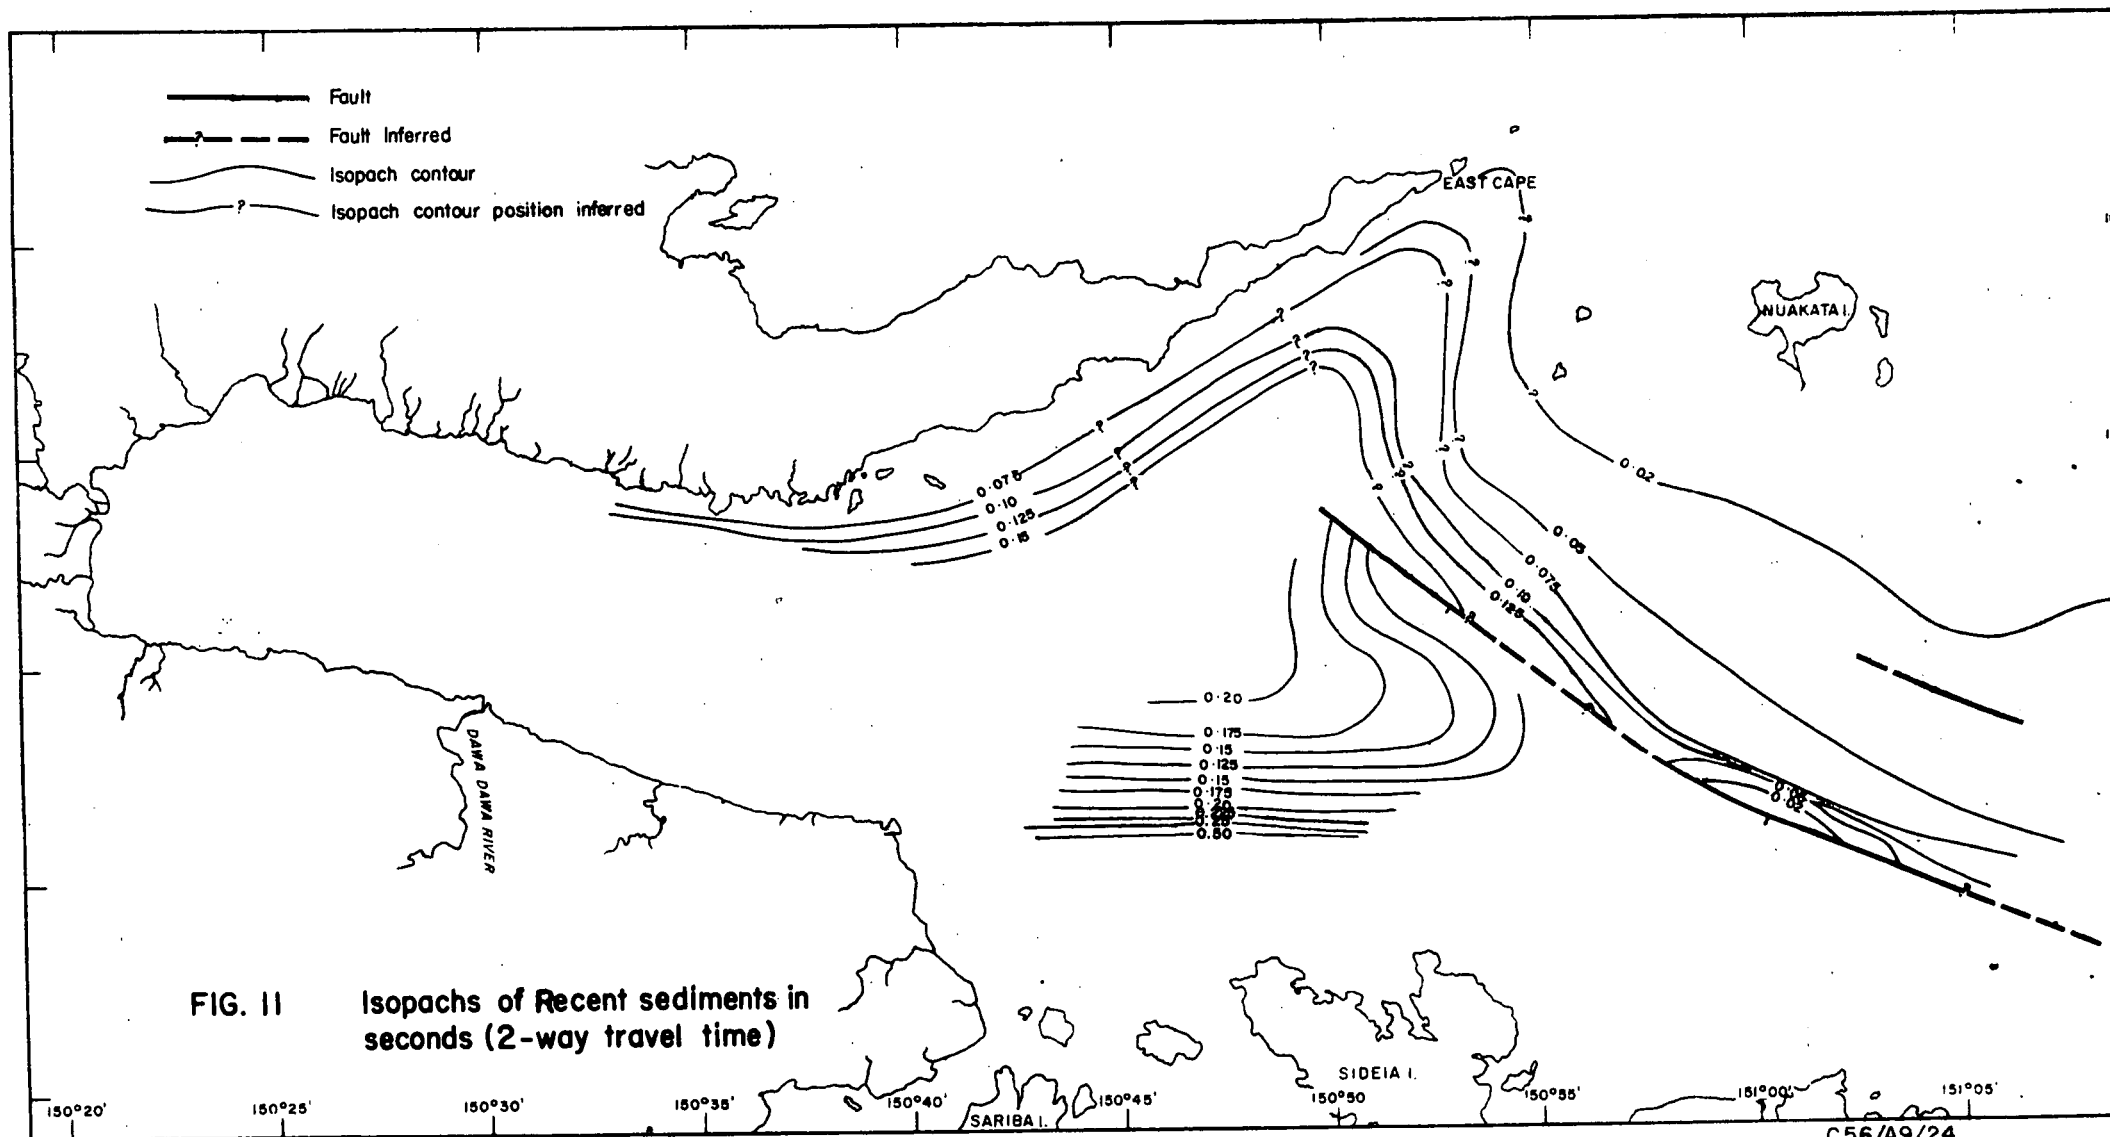 Fault
?
Fault Inferred
Isopach contour
?
Isopach contour position inferred
EAST CAPE
NUAKATA I.
0.075
0.10
0.125
0.15
0.02
0.05
0.075
0.10
0.125
0.20
0.175
0.15
0.125
0.15
0.175
0.20
0.25
0.50
DAWA DAWA RIVER
FIG. 11
Isopachs of Recent sediments in
seconds (2-way travel time)
SIDEIA I.
SARIBA I.
150°20'
150°25'
150°30'
150°35'
150°40'
150°45'
150°50'
150°55'
151°00'
151°05'
C56/A9/24